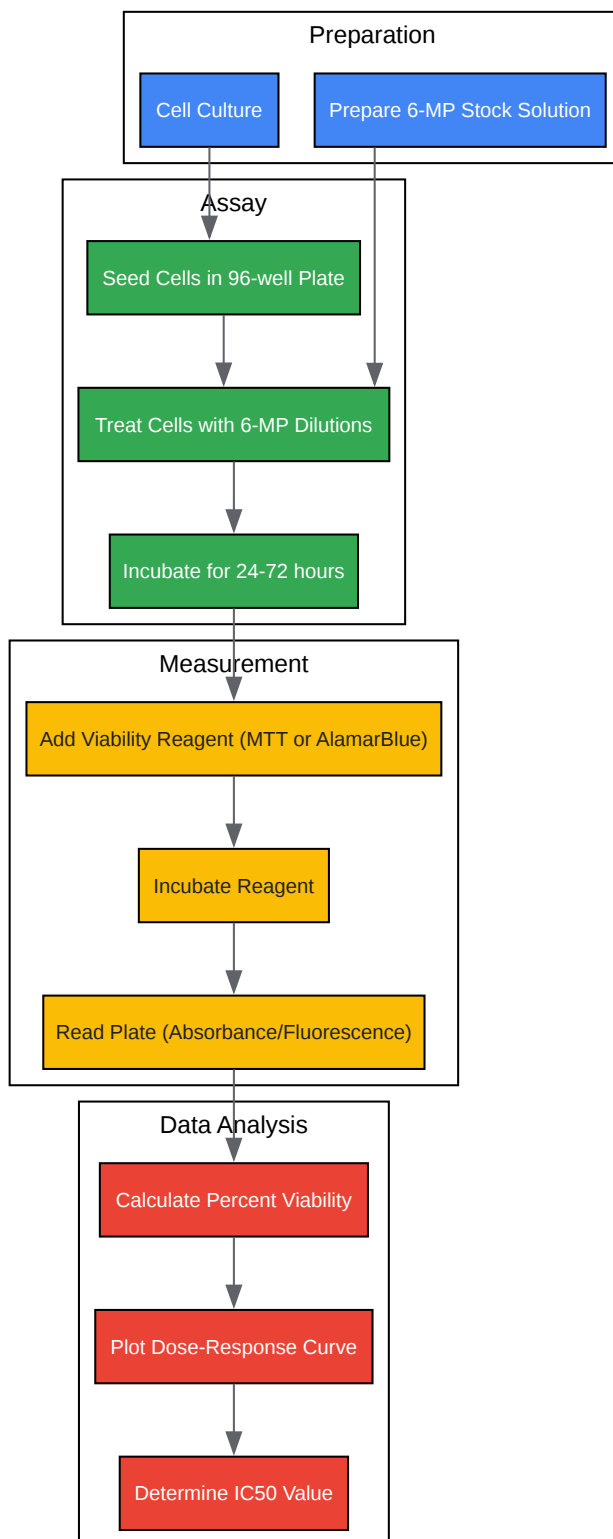 Preparation
Cell Culture
Prepare 6-MP Stock Solution
Assay
Seed Cells in 96-well Plate
Treat Cells with 6-MP Dilutions
Incubate for 24-72 hours
Measurement
Add Viability Reagent (MTT or AlamarBlue)
Incubate Reagent
Read Plate (Absorbance/Fluorescence)
Data Analysis
Calculate Percent Viability
Plot Dose-Response Curve
Determine IC50 Value